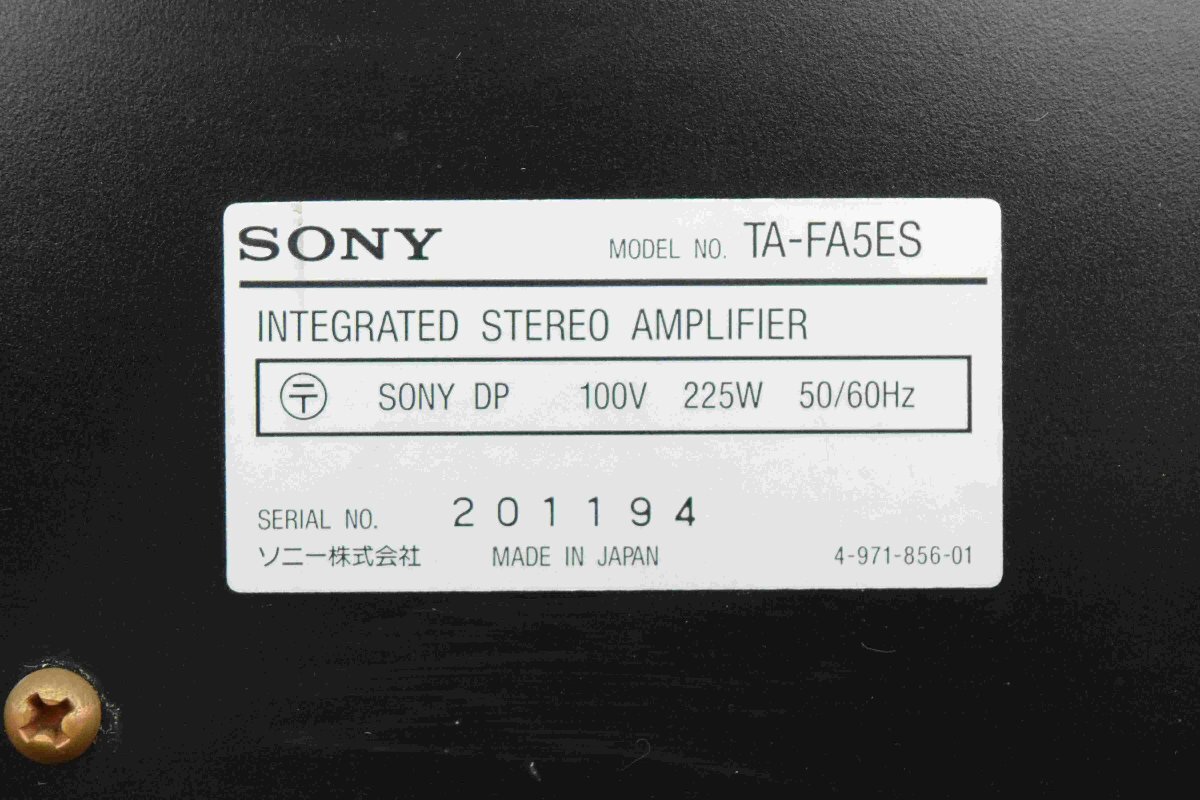 SONY MODEL NO. TA-FA5ES
INTEGRATED STEREO AMPLIFIER
〒 SONY DP 100V 225W 50/60Hz
SERIAL NO. 201194
ソニー株式会社 MADE IN JAPAN 4-971-856-01